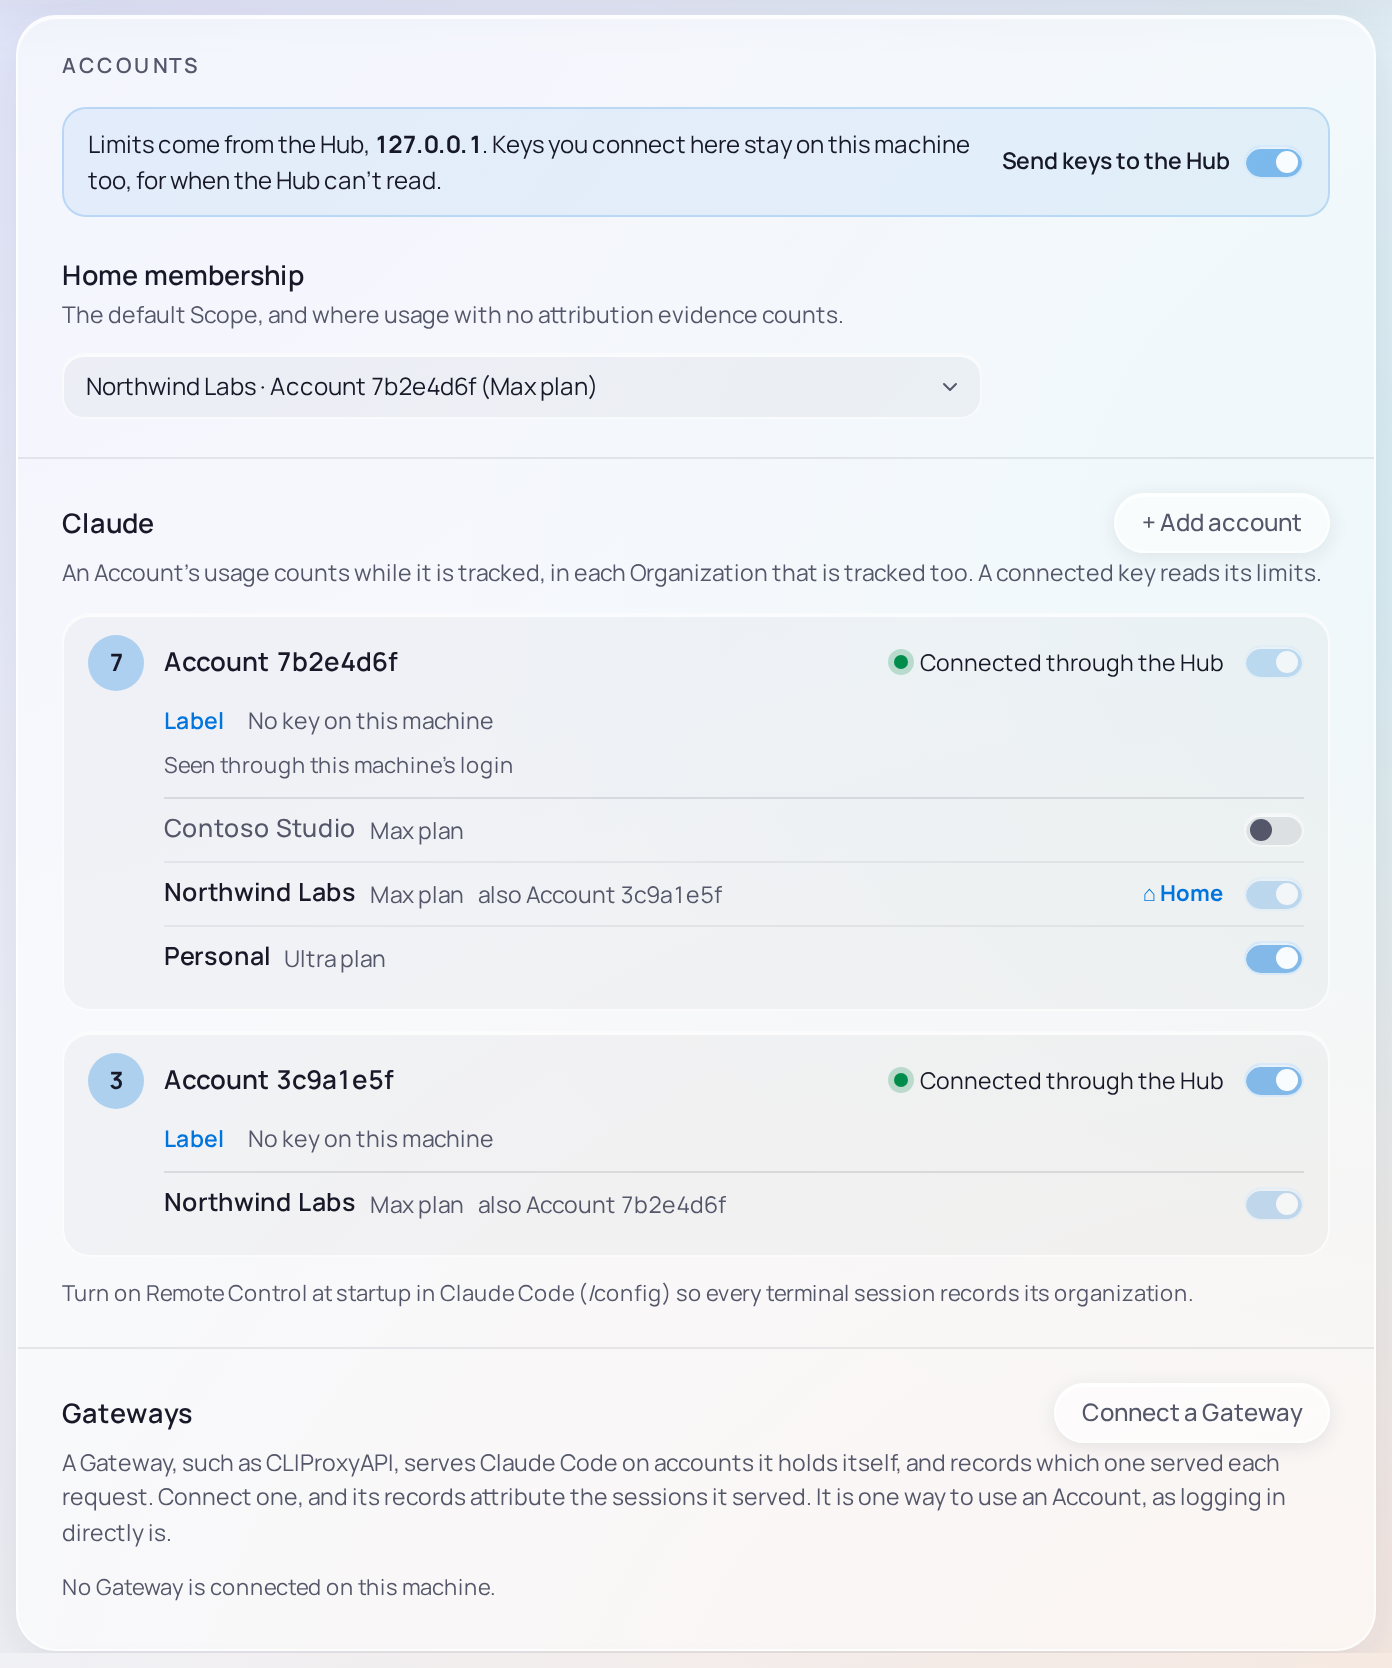 ACCOUNTS
Limits come from the Hub, 127.0.0.1. Keys you connect here stay on this machine
too, for when the Hub can’t read.
Send keys to the Hub
Home membership
The default Scope, and where usage with no attribution evidence counts.
Northwind Labs · Account 7b2e4d6f (Max plan)
Claude
+ Add account
An Account’s usage counts while it is tracked, in each Organization that is tracked too. A connected key reads its limits.
7 Account 7b2e4d6f Connected through the Hub
Label No key on this machine
Seen through this machine’s login
Contoso Studio Max plan
Northwind Labs Max plan also Account 3c9a1e5f ⌂ Home
Personal Ultra plan
3 Account 3c9a1e5f Connected through the Hub
Label No key on this machine
Northwind Labs Max plan also Account 7b2e4d6f
Turn on Remote Control at startup in Claude Code (/config) so every terminal session records its organization.
Gateways
Connect a Gateway
A Gateway, such as CLIProxyAPI, serves Claude Code on accounts it holds itself, and records which one served each
request. Connect one, and its records attribute the sessions it served. It is one way to use an Account, as logging in
directly is.
No Gateway is connected on this machine.